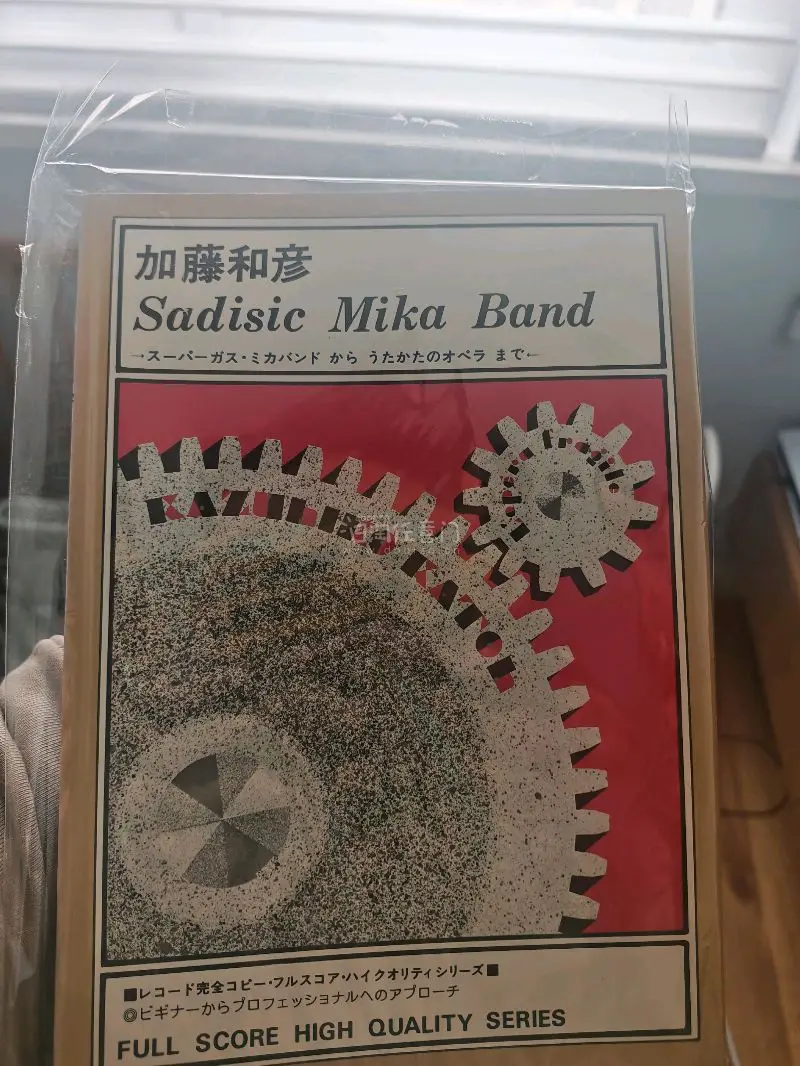 加藤和彦
Sadisic Mika Band
→スーパーガス・ミカバンド から うたかたのオペラ まで←
KAZUHIKO KATOH
■レコード完全コピー・フルスコア・ハイクオリティシリーズ■
◎ビギナーからプロフェッショナルへのアプローチ
FULL SCORE HIGH QUALITY SERIES